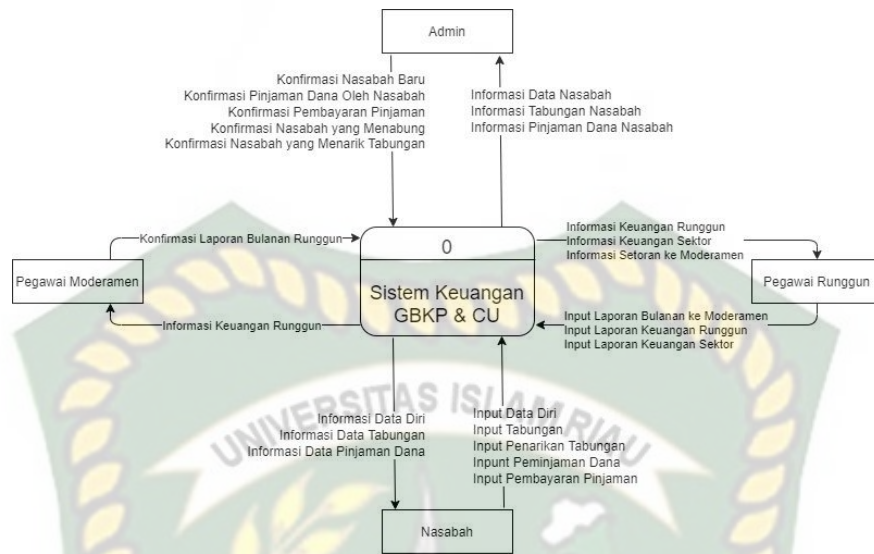 Admin
Konfirmasi Nasabah Baru
Konfirmasi Pinjaman Dana Oleh Nasabah
Konfirmasi Pembayaran Pinjaman
Konfirmasi Nasabah yang Menabung
Konfirmasi Nasabah yang Menarik Tabungan
Informasi Data Nasabah
Informasi Tabungan Nasabah
Informasi Pinjaman Dana Nasabah
Konfirmasi Laporan Bulanan Runggun
0
Informasi Keuangan Runggun
Informasi Keuangan Sektor
Informasi Setoran ke Moderamen
Pegawai Moderamen
Sistem Keuangan
GBKP & CU
Pegawai Runggun
Informasi Keuangan Runggun
Input Laporan Bulanan ke Moderamen
Input Laporan Keuangan Runggun
Input Laporan Keuangan Sektor
UNIVERSITAS ISLAM RIAU
Informasi Data Diri
Informasi Data Tabungan
Informasi Data Pinjaman Dana
Input Data Diri
Input Tabungan
Input Penarikan Tabungan
Inpunt Peminjaman Dana
Input Pembayaran Pinjaman
Nasabah